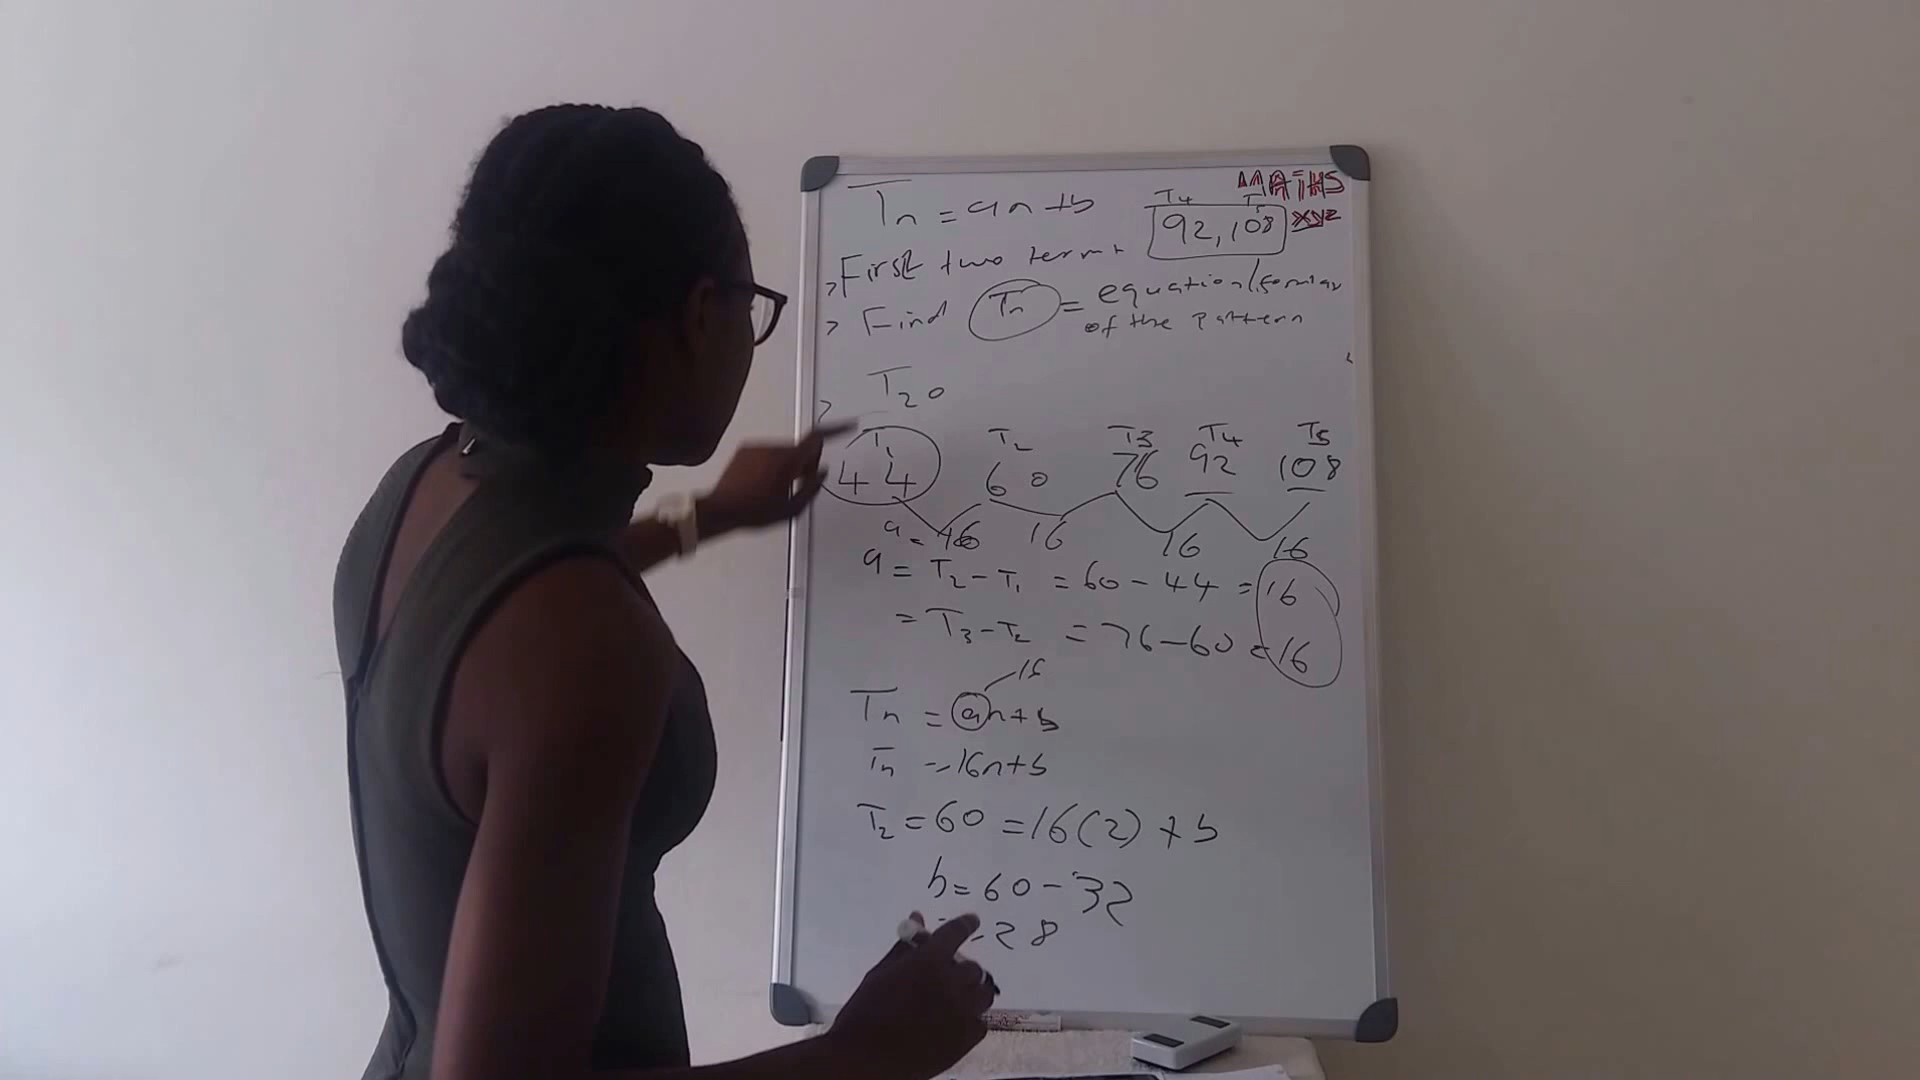 MATHS
xyz
Tn = an + b
T4 T5
92, 108
> First two terms
> Find Tn = equation/formular
of the pattern
> T20
T1 T2 T3 T4 T5
44 60 76 92 108
a = 16 16 16 16
a = T2 - T1 = 60 - 44 = 16
= T3 - T2 = 76 - 60 = 16
16
Tn = an + b
Tn = 16n + b
T2 = 60 = 16(2) + b
b = 60 - 32
= 28